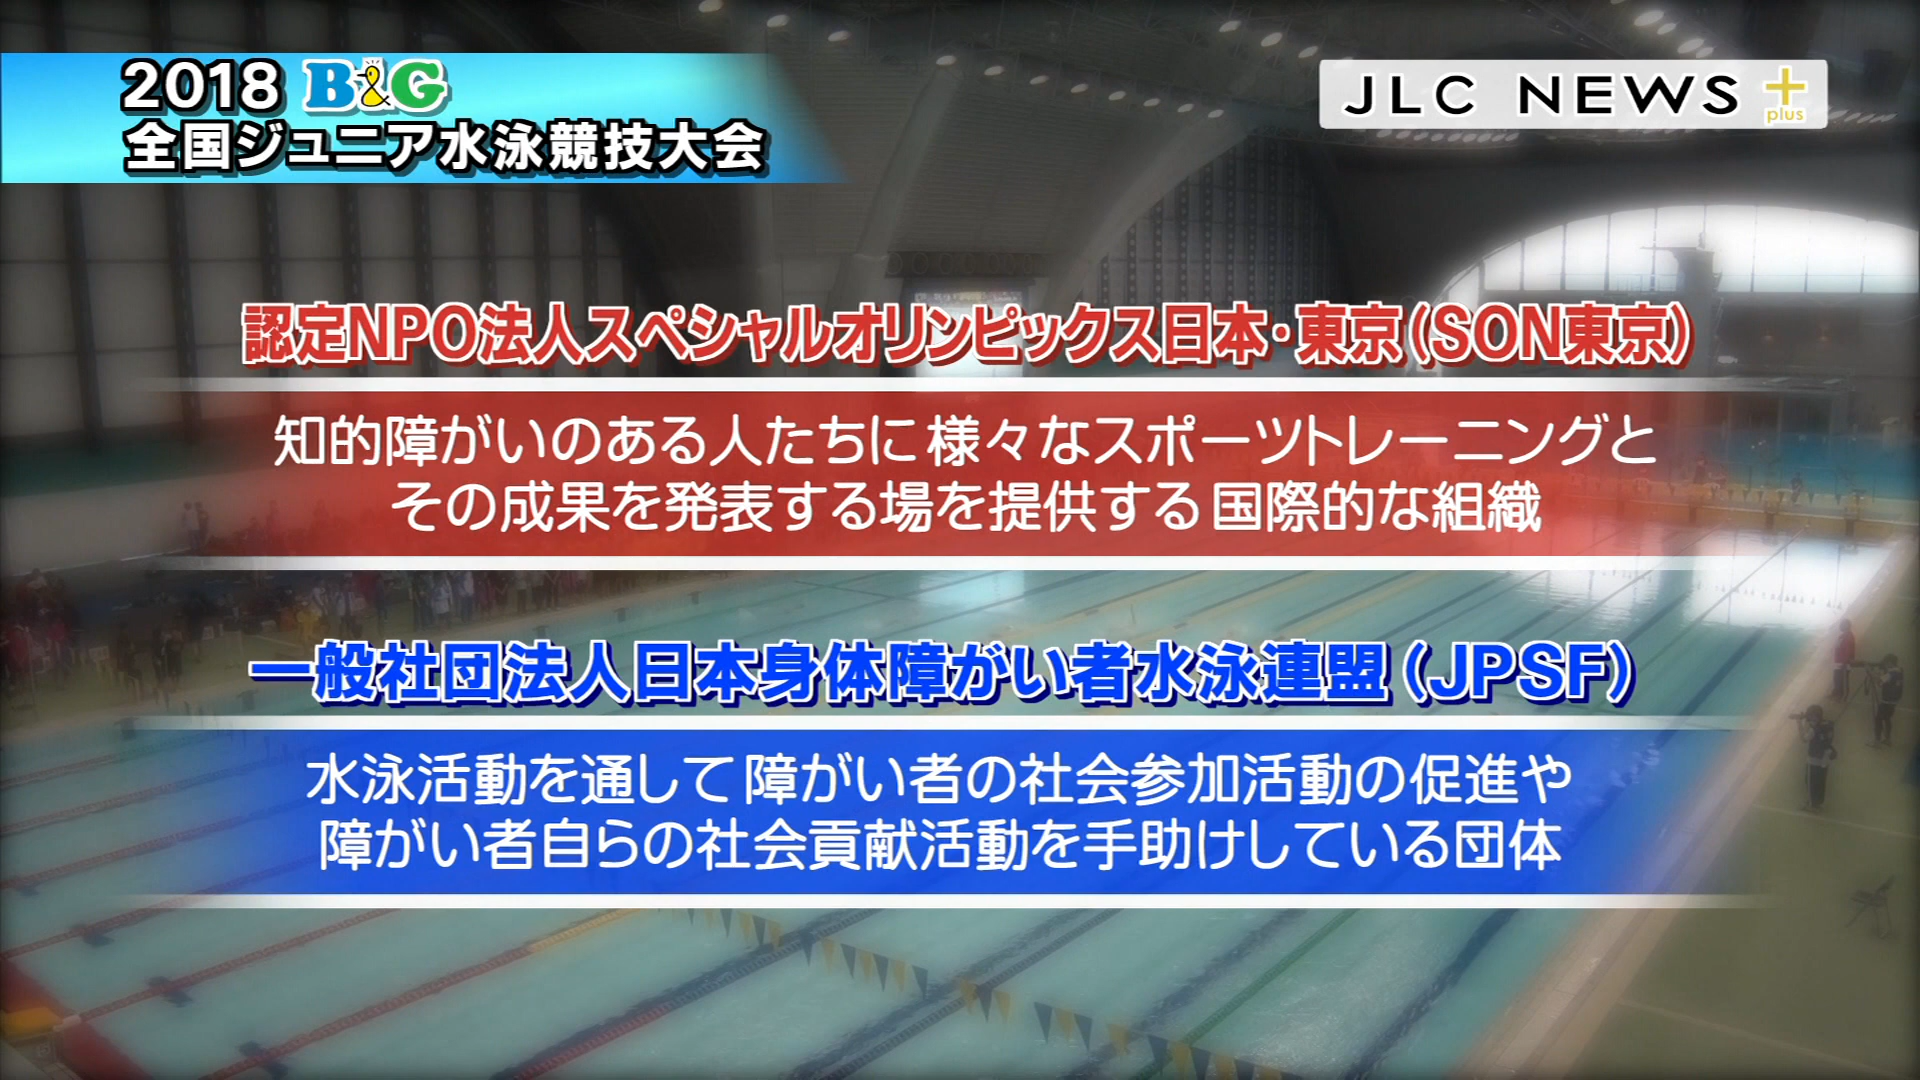 2018 B&G
全国ジュニア水泳競技大会
JLC NEWS
plus
認定NPO法人スペシャルオリンピックス日本・東京(SON東京)
知的障がいのある人たちに 様々なスポーツトレーニングと
その成果を発表する場を提供する 国際的な組織
一般社団法人日本身体障がい者水泳連盟(JPSF)
水泳活動を通して 障がい者の社会参加活動の促進や
障がい者自らの社会貢献活動を手助けしている団体